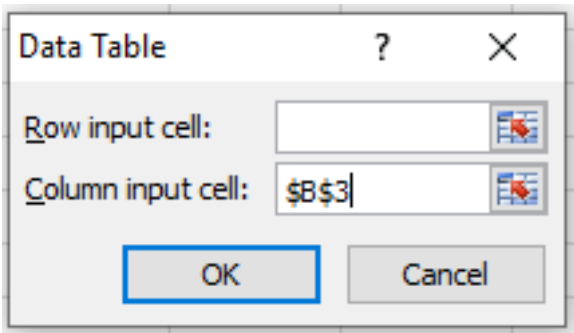 Data Table ? ×
Row input cell:
Column input cell: $B$3
OK Cancel